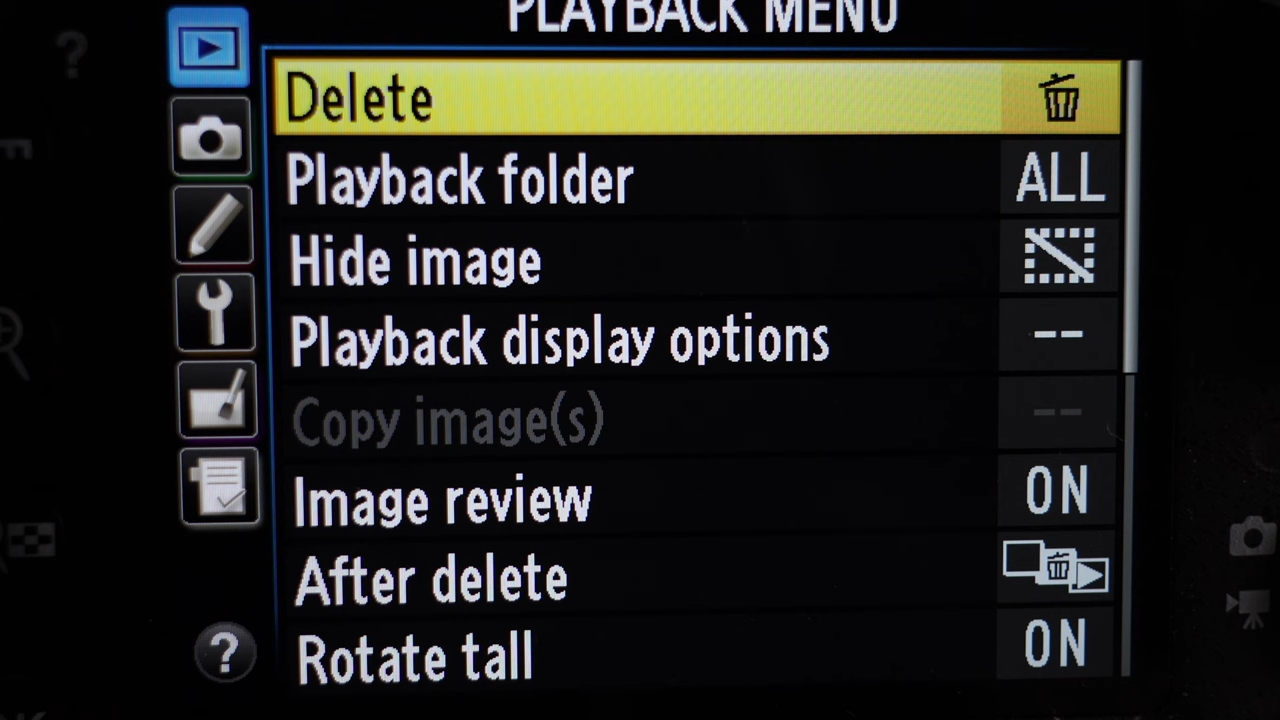 PLAYBACK MENU
Delete
Playback folder ALL
Hide image
Playback display options --
Copy image(s) --
Image review ON
After delete
Rotate tall ON
?
?